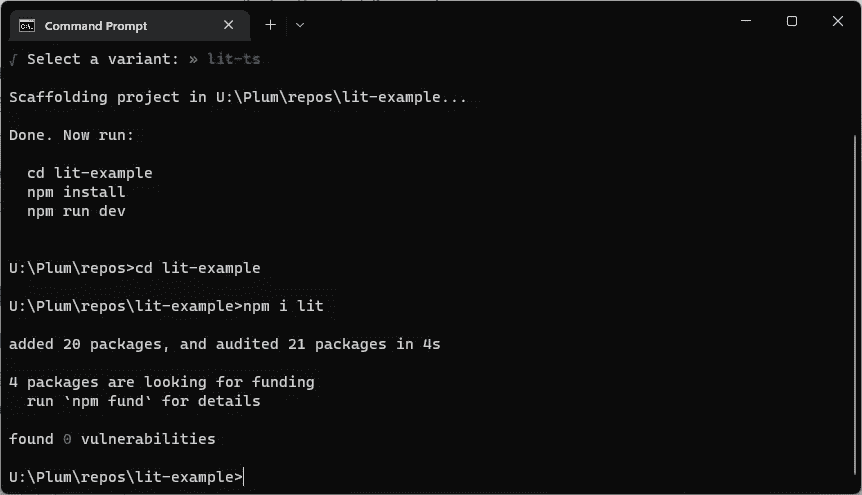 Command Prompt
√ Select a variant: » lit-ts
Scaffolding project in U:\Plum\repos\lit-example...
Done. Now run:
cd lit-example
npm install
npm run dev
U:\Plum\repos>cd lit-example
U:\Plum\repos\lit-example>npm i lit
added 20 packages, and audited 21 packages in 4s
4 packages are looking for funding
run `npm fund` for details
found 0 vulnerabilities
U:\Plum\repos\lit-example>